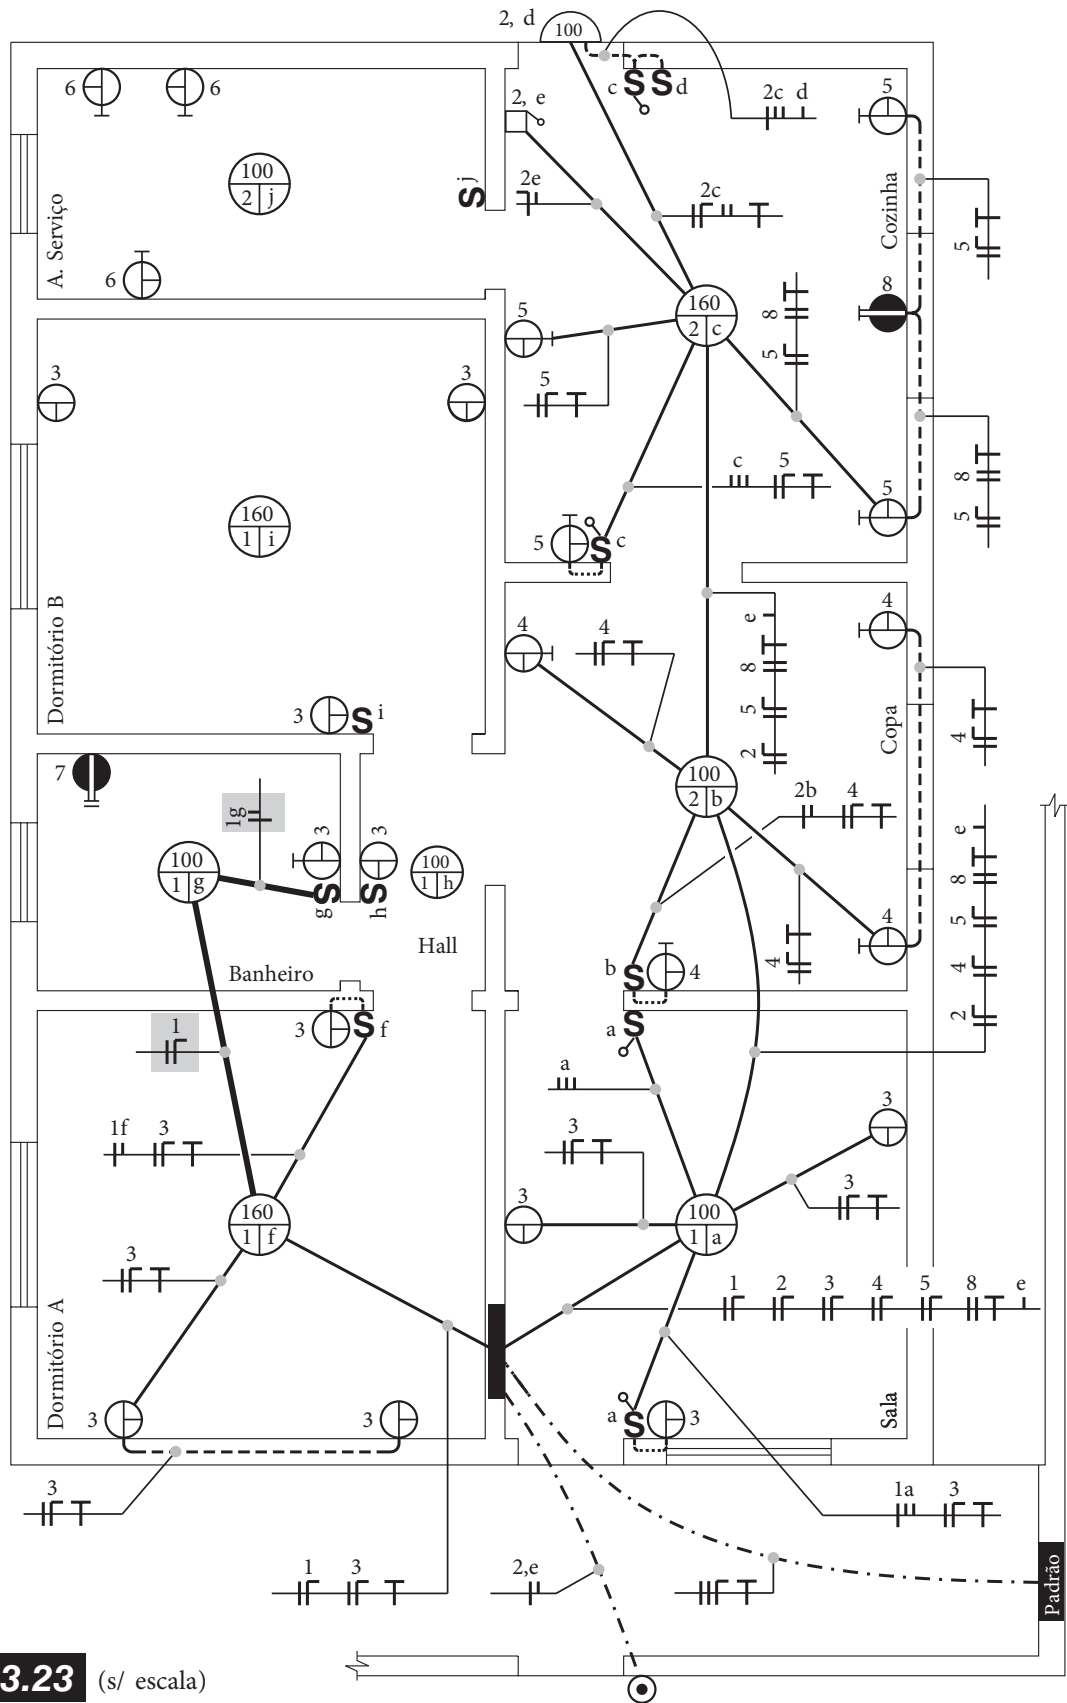 2, d
100
c S S d
2c d
5
6
6
2, e
100
2 j
S j
2e
2c
Cozinha
A. Serviço
5
6
8
160
2 c
8
5
5
5
3
3
c
5
8
5
5
160
1 i
5
S c
4
4
4
e
8
5
2
Dormitório B
3
S i
Copa
4
7
100
2 b
2b
4
1g
3
3
e
8
5
4
2
100
1 g
S g
S h
100
1 h
4
4
Hall
Banheiro
b S
4
3
S f
a S
1
a
1f
3
3
3
3
3
160
1 f
3
100
1 a
3
1 2 3 4 5 8 e
Dormitório A
3
3
a S
3
Sala
3
1a
3
1
3
2,e
Padrão
3.23 (s/ escala)